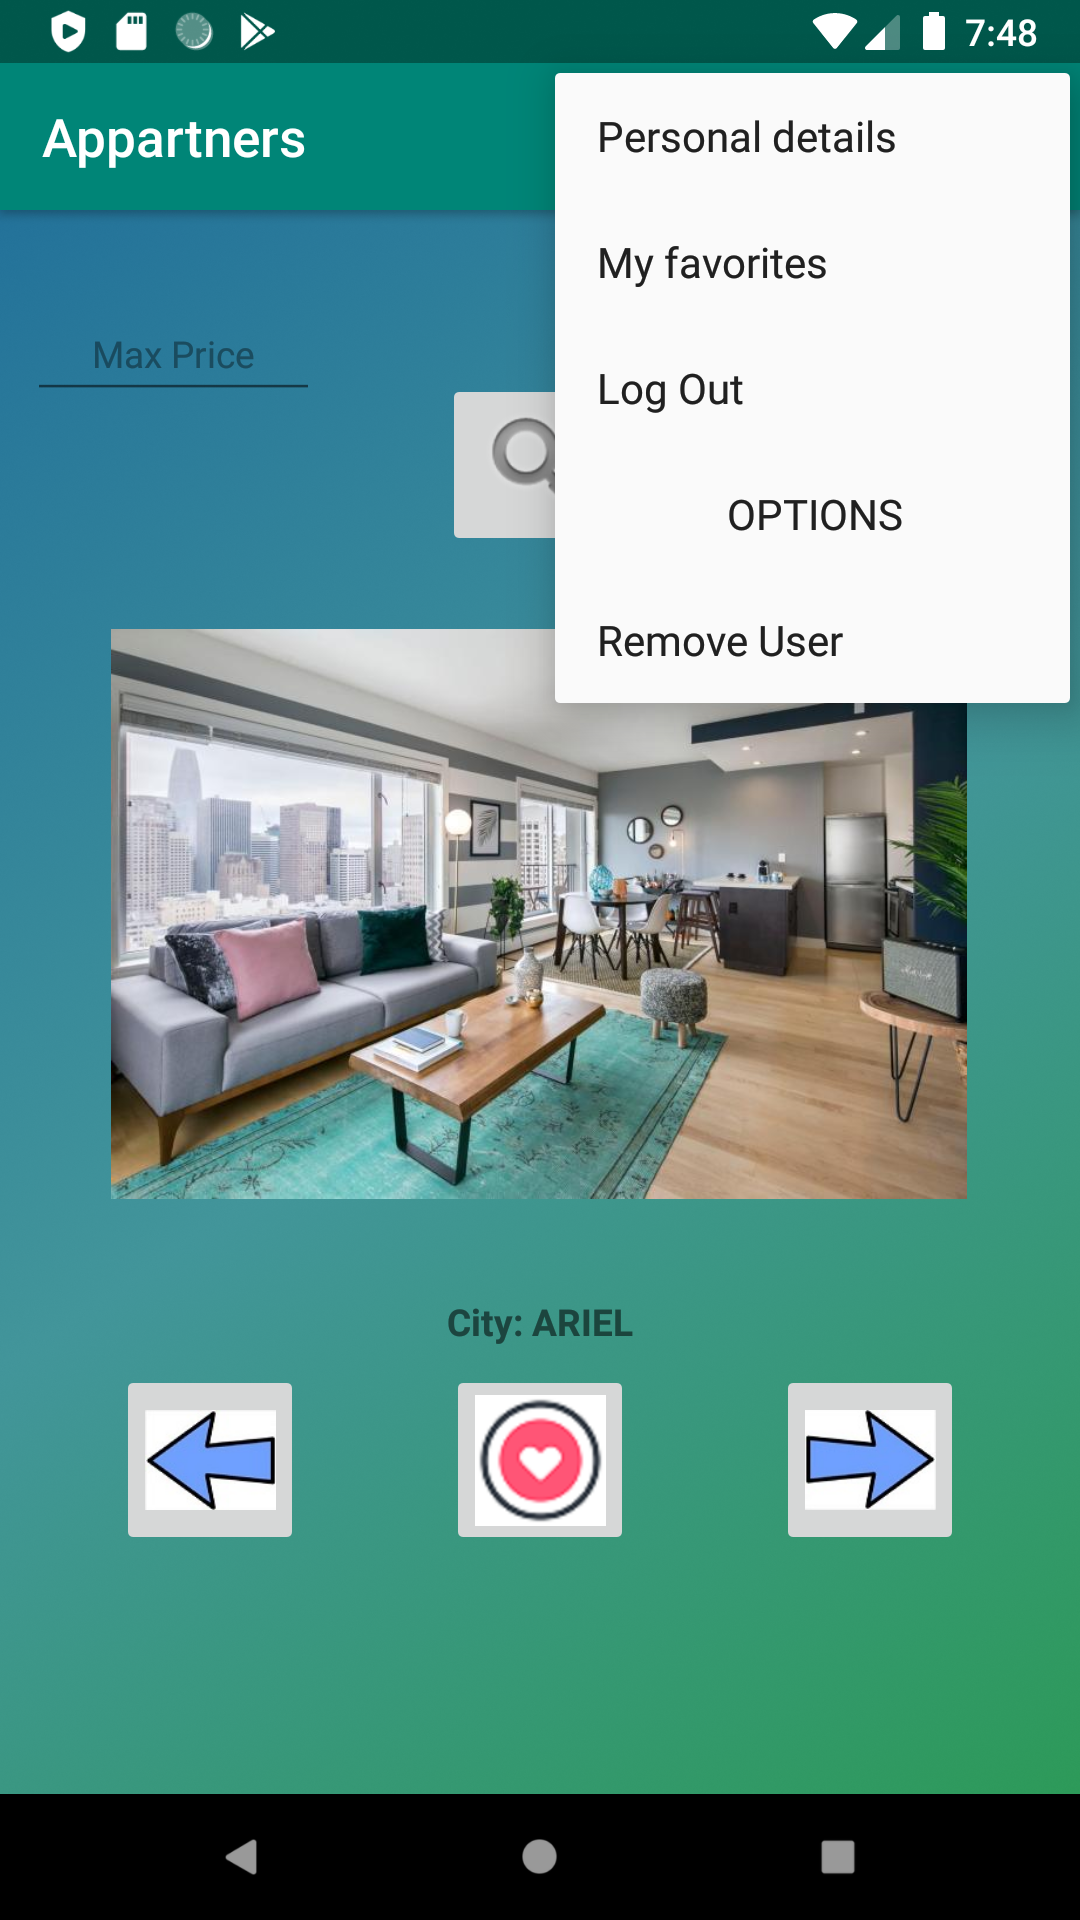 7:48
Appartners
Personal details
My favorites
Log Out
OPTIONS
Remove User
Max Price
City: ARIEL